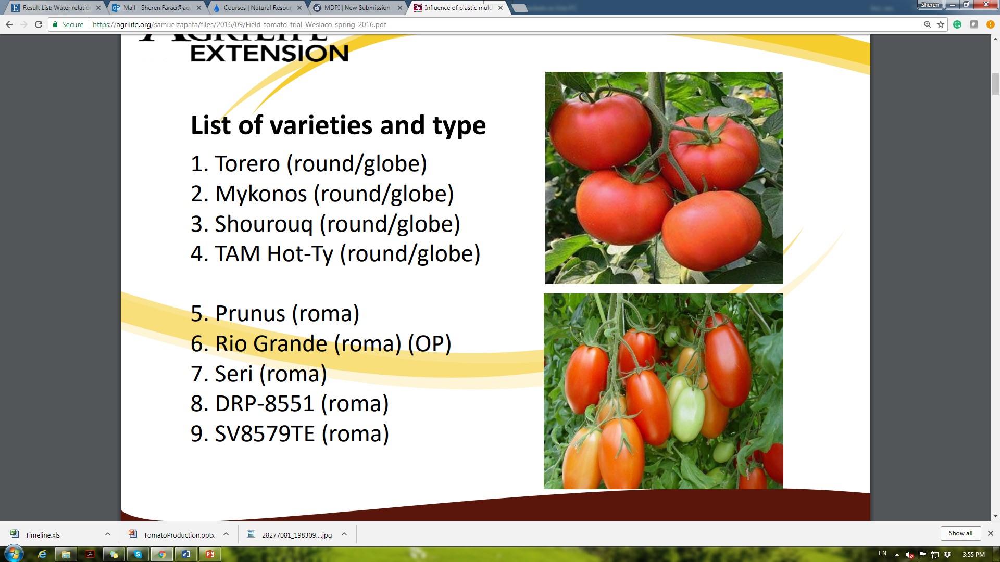 Result List: Water relatio
Mail - Sheren.Farag@ag.
Courses | Natural Resour
MDPI | New Submission
Influence of plastic mulc
Sheren
Secure
https://agrilife.org/samuelzapata/files/2016/09/Field-tomato-trial-Weslaco-spring-2016.pdf
AGRILIFE
EXTENSION
List of varieties and type
1. Torero (round/globe)
2. Mykonos (round/globe)
3. Shourouq (round/globe)
4. TAM Hot-Ty (round/globe)
5. Prunus (roma)
6. Rio Grande (roma) (OP)
7. Seri (roma)
8. DRP-8551 (roma)
9. SV8579TE (roma)
Timeline.xls
TomatoProduction.pptx
28277081_198309....jpg
Show all
EN
3:55 PM